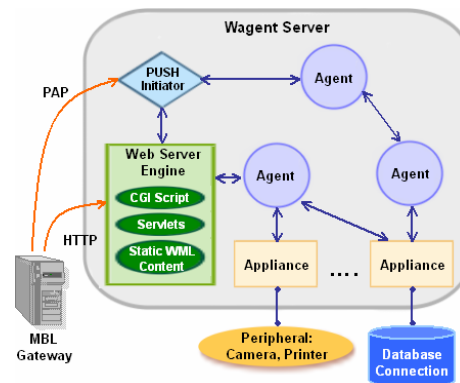 Wagent Server
PUSH
Initiator
Agent
PAP
Web Server
Engine
CGI Script
Servlets
Static WML
Content
Agent
Agent
HTTP
Appliance
....
Appliance
MBL
Gateway
Peripheral:
Camera, Printer
Database
Connection